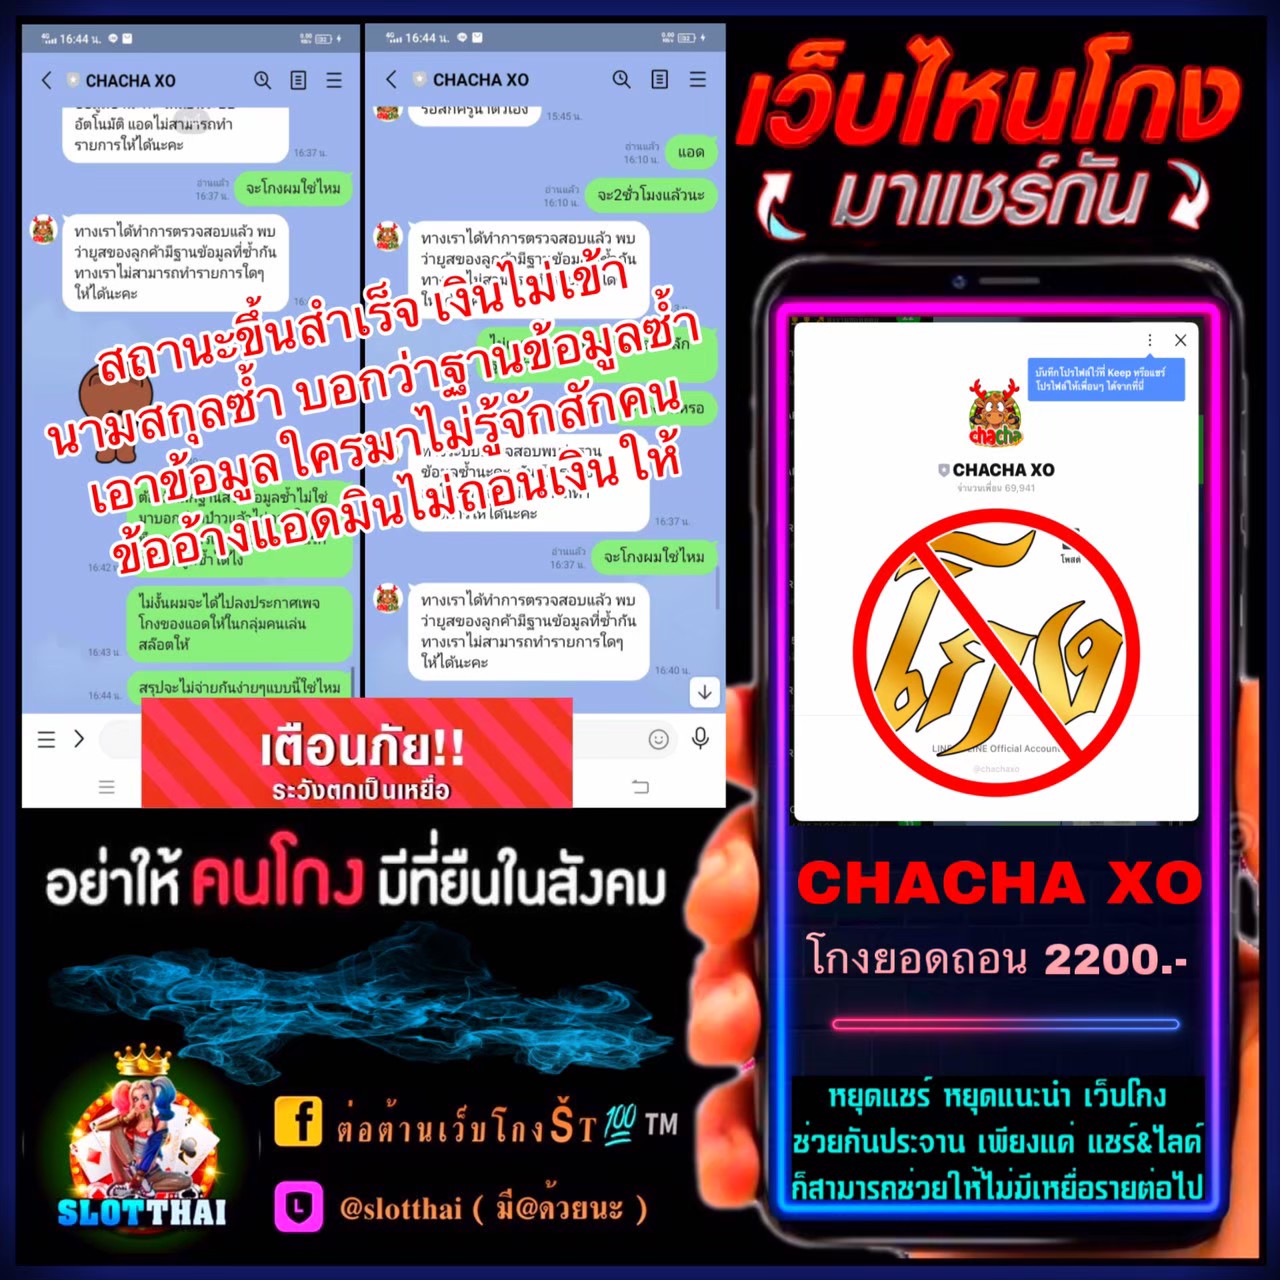 16:44 น.
CHACHA XO
อัตโนมัติ แอดไม่สามารถทำ
รายการให้ได้นะคะ
16:37 น.
อ่านแล้ว
16:37 น.
จะโกงผมใช่ไหม
ทางเราได้ทำการตรวจสอบแล้ว พบ
ว่ายูสของลูกค้ามีฐานข้อมูลที่ซ้ำกัน
ทางเราไม่สามารถทำรายการใดๆ
ให้ได้นะคะ
16:42
ไม่งั้นผมจะได้ไปลงประกาศเพจ
โกงของแอดให้ในกลุ่มคนเล่น
สล๊อตให้
16:43 น.
สรุปจะไม่จ่ายกันง่ายๆแบบนี้ใช่ไหม
16:44 น.
16:44 น.
CHACHA XO
15:45 น.
อ่านแล้ว
16:10 น.
แอด
อ่านแล้ว
16:10 น.
จะ2ชั่วโมงแล้วนะ
ทางเราได้ทำการตรวจสอบแล้ว พบ
ว่ายูสของลูกค้ามีฐานข้อมูลที่ซ้ำกัน
16:37 น.
อ่านแล้ว
16:37 น.
จะโกงผมใช่ไหม
ทางเราได้ทำการตรวจสอบแล้ว พบ
ว่ายูสของลูกค้ามีฐานข้อมูลที่ซ้ำกัน
ทางเราไม่สามารถทำรายการใดๆ
ให้ได้นะคะ
16:40 น.
สถานะขึ้นสำเร็จ เงินไม่เข้า
นามสกุลซ้ำ บอกว่าฐานข้อมูลซ้ำ
เอาข้อมูล ใครมาไม่รู้จักสักคน
ข้ออ้างแอดมินไม่ถอนเงิน ให้
เตือนภัย!!
ระวังตกเป็นเหยื่อ
เว็บไหนโกง
มาแชร์กัน
บันทึกโปรไฟล์ไว้ที่ Keep หรือแชร์
โปรไฟล์ให้เพื่อนๆ ได้จากที่นี่
chacha
CHACHA XO
จำนวนเพื่อน 69,941
โพสต์
โกง
LINE Official Account
@chachaxo
CHACHA XO
โกงยอดถอน 2200.-
หยุดแชร์ หยุดแนะนำ เว็บโกง
ช่วยกันประจาน เพียงแค่ แชร์&ไลค์
ก็สามารถช่วยให้ไม่มีเหยื่อรายต่อไป
อย่าให้ คนโกง มีที่ยืนในสังคม
SLOTTHAI
f ต่อต้านเว็บโกงŠT💯 TM
L @slotthai ( มี@ด้วยนะ )